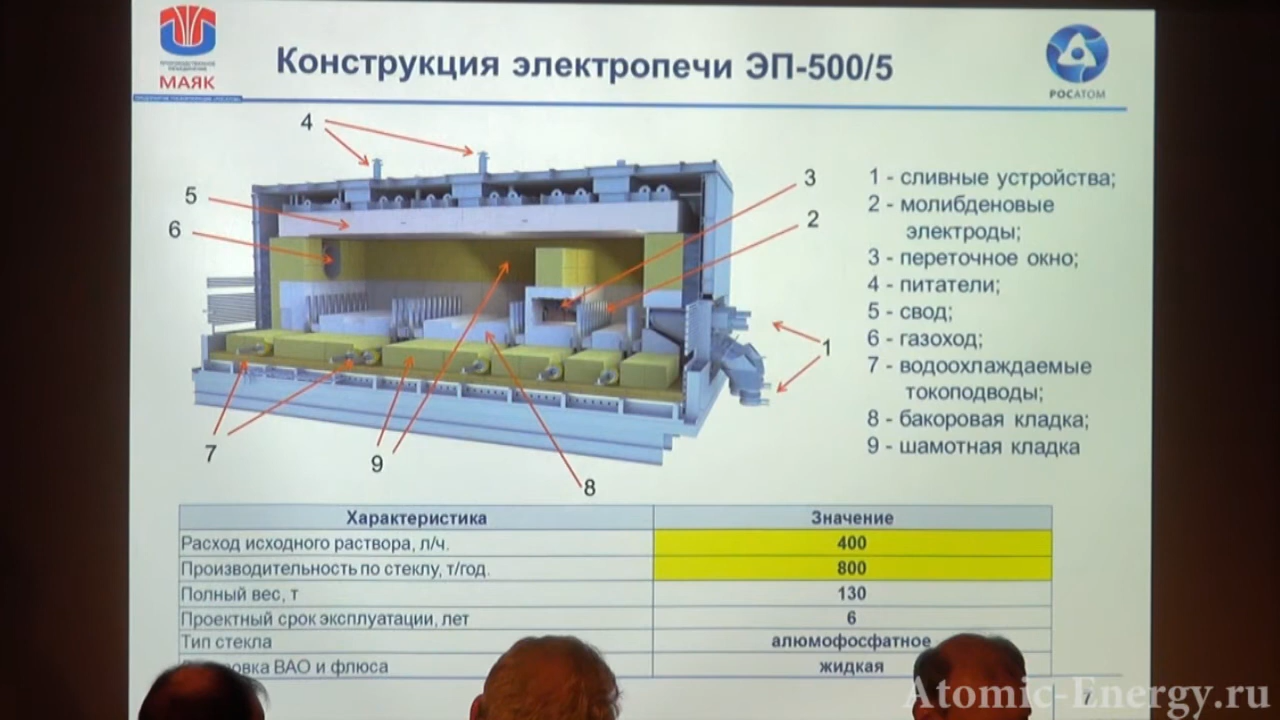 ПРОИЗВОДСТВЕННОЕ
ОБЪЕДИНЕНИЕ
МАЯК
Конструкция электропечи ЭП-500/5
РОСАТОМ
4
5
6
3
2
1
7
9
8
1 - сливные устройства;
2 - молибденовые
электроды;
3 - переточное окно;
4 - питатели;
5 - свод;
6 - газоход;
7 - водоохлаждаемые
токоподводы;
8 - бакоровая кладка;
9 - шамотная кладка
Характеристика Значение
Расход исходного раствора, л/ч. 400
Производительность по стеклу, т/год. 800
Полный вес, т 130
Проектный срок эксплуатации, лет 6
Тип стекла алюмофосфатное
ВАО и флюса жидкая
7
Atomic-Energy.ru